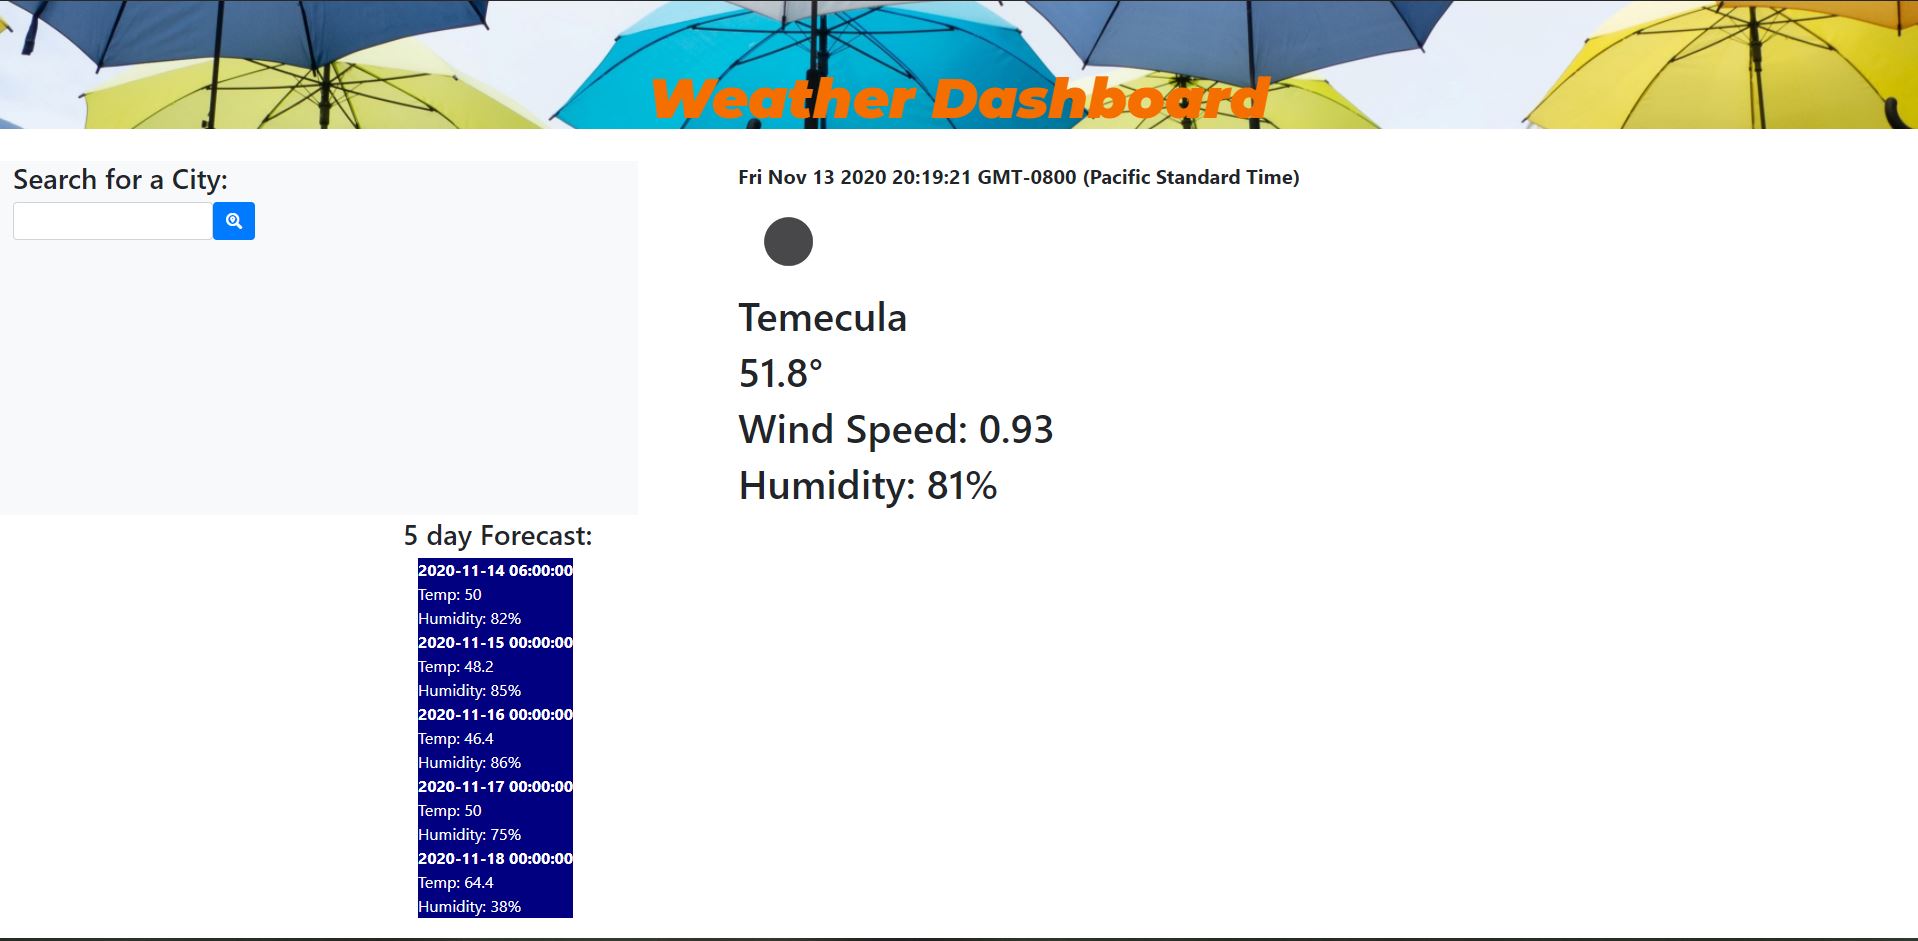 Weather Dashboard
Search for a City:
Fri Nov 13 2020 20:19:21 GMT-0800 (Pacific Standard Time)
Temecula
51.8°
Wind Speed: 0.93
Humidity: 81%
5 day Forecast:
2020-11-14 06:00:00
Temp: 50
Humidity: 82%
2020-11-15 00:00:00
Temp: 48.2
Humidity: 85%
2020-11-16 00:00:00
Temp: 46.4
Humidity: 86%
2020-11-17 00:00:00
Temp: 50
Humidity: 75%
2020-11-18 00:00:00
Temp: 64.4
Humidity: 38%